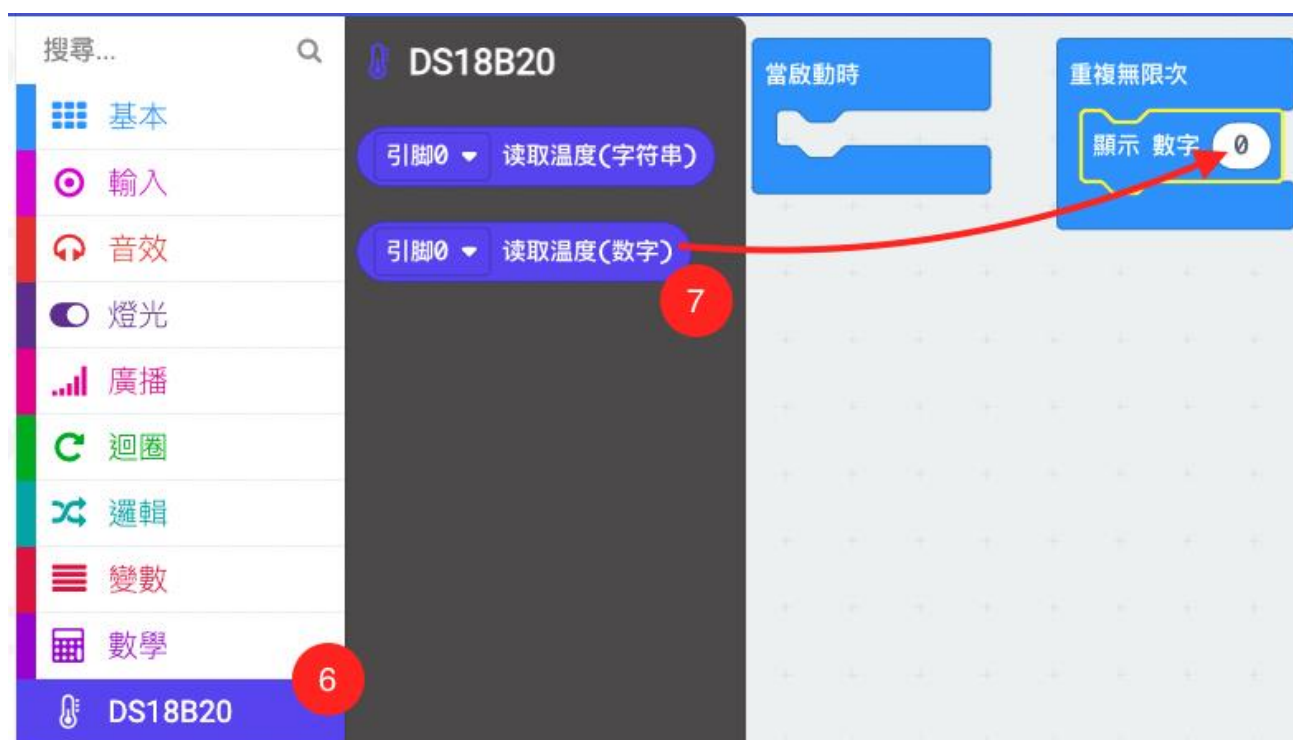 搜尋...
基本
輸入
音效
燈光
廣播
迴圈
邏輯
變數
數學
6
DS18B20
DS18B20
引脚0 读取温度(字符串)
引脚0 读取温度(数字)
7
當啟動時
重複無限次
顯示 數字 0